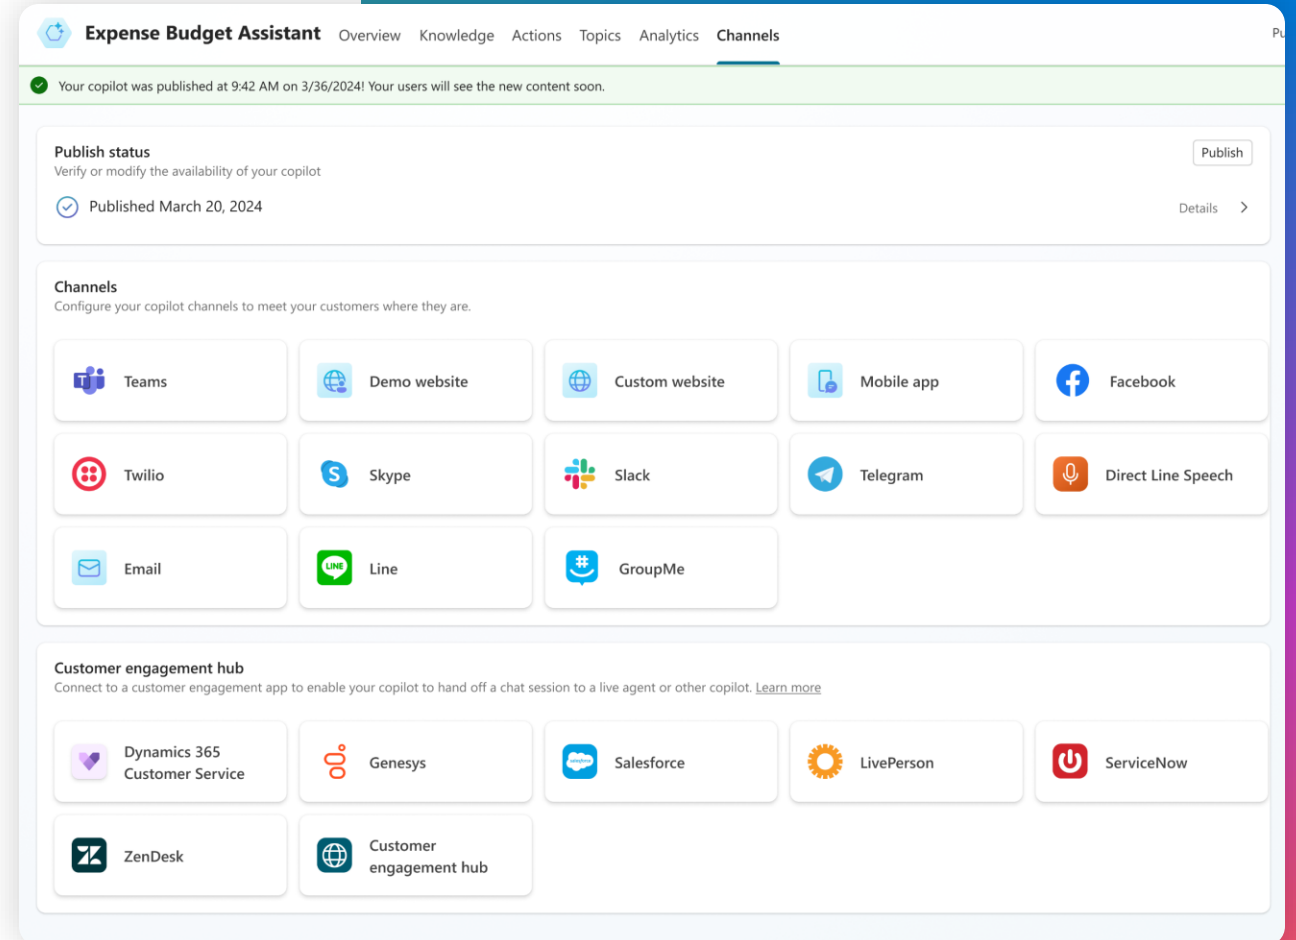 Expense Budget Assistant
Overview
Knowledge
Actions
Topics
Analytics
Channels
Your copilot was published at 9:42 AM on 3/36/2024! Your users will see the new content soon.
Publish status
Publish
Verify or modify the availability of your copilot
Published March 20, 2024
Details
Channels
Configure your copilot channels to meet your customers where they are.
Teams
Demo website
Custom website
Mobile app
Facebook
Twilio
Skype
Slack
Telegram
Direct Line Speech
Email
LINE
Line
GroupMe
Customer engagement hub
Connect to a customer engagement app to enable your copilot to hand off a chat session to a live agent or other copilot. Learn more
Dynamics 365
Customer Service
Genesys
salesforce
Salesforce
LivePerson
ServiceNow
ZenDesk
Customer
engagement hub